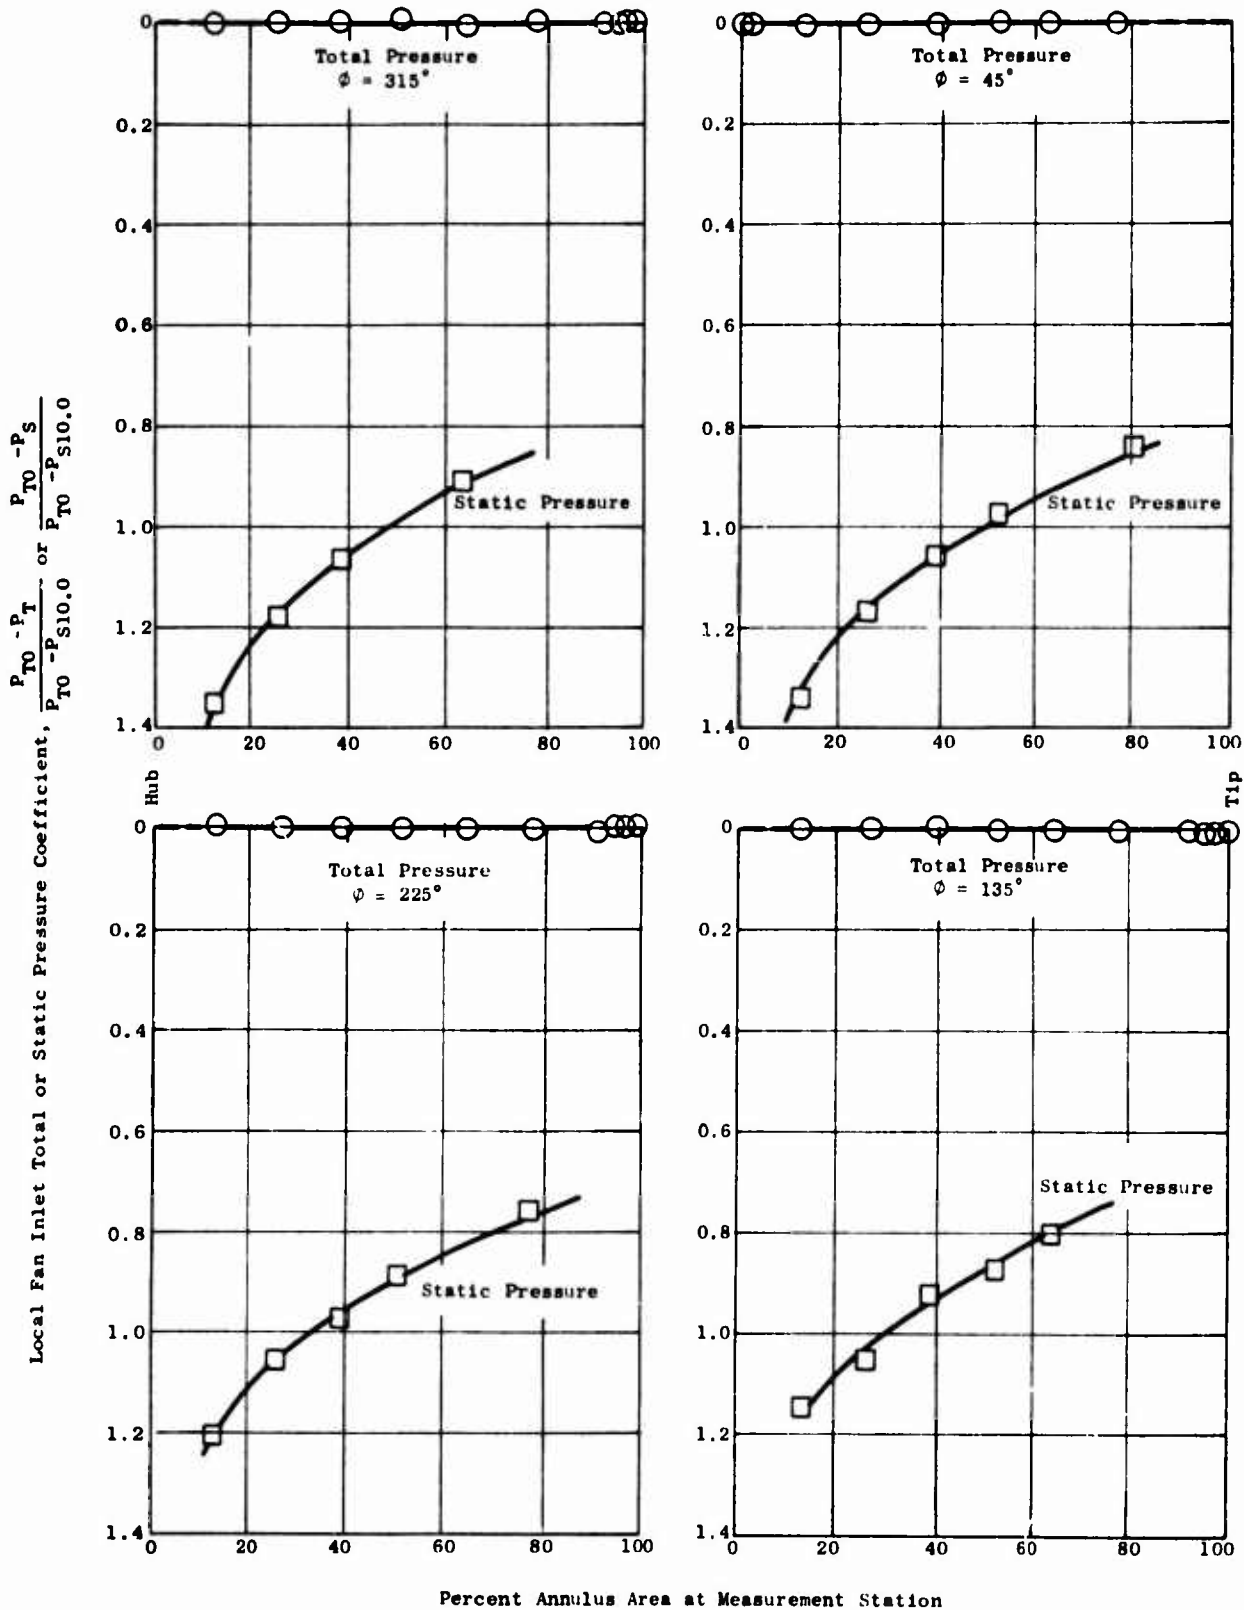 Local Fan Inlet Total or Static Pressure Coefficient, P_TO -P_T / P_TO -P_S10.0 or P_TO -P_S / P_TO -P_S10.0
0
0.2
0.4
0.6
0.8
1.0
1.2
1.4
Total Pressure
ϕ = 315°
Static Pressure
0 20 40 60 80 100
0
0.2
0.4
0.6
0.8
1.0
1.2
1.4
Total Pressure
ϕ = 45°
Static Pressure
0 20 40 60 80 100
Hub
Tip
0
0.2
0.4
0.6
0.8
1.0
1.2
1.4
Total Pressure
ϕ = 225°
Static Pressure
0 20 40 60 80 100
0
0.2
0.4
0.6
0.8
1.0
1.2
1.4
Total Pressure
ϕ = 135°
Static Pressure
0 20 40 60 80 100
Percent Annulus Area at Measurement Station